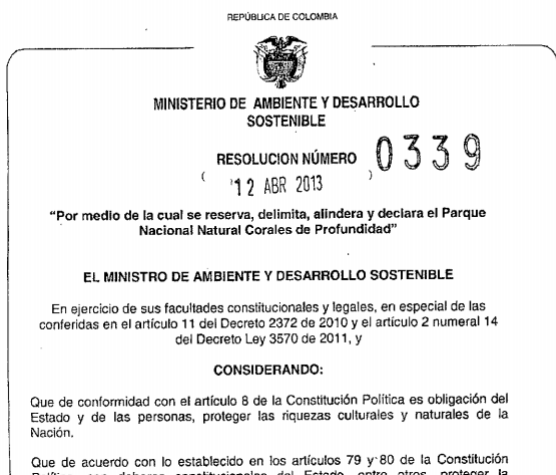 REPÚBLICA DE COLOMBIA
MINISTERIO DE AMBIENTE Y DESARROLLO
SOSTENIBLE
RESOLUCION NÚMERO 0339
( 12 ABR 2013 )
"Por medio de la cual se reserva, delimita, alindera y declara el Parque
Nacional Natural Corales de Profundidad"
EL MINISTRO DE AMBIENTE Y DESARROLLO SOSTENIBLE
En ejercicio de sus facultades constitucionales y legales, en especial de las
conferidas en el artículo 11 del Decreto 2372 de 2010 y el artículo 2 numeral 14
del Decreto Ley 3570 de 2011, y
CONSIDERANDO:
Que de conformidad con el artículo 8 de la Constitución Política es obligación del
Estado y de las personas, proteger las riquezas culturales y naturales de la
Nación.
Que de acuerdo con lo establecido en los artículos 79 y 80 de la Constitución